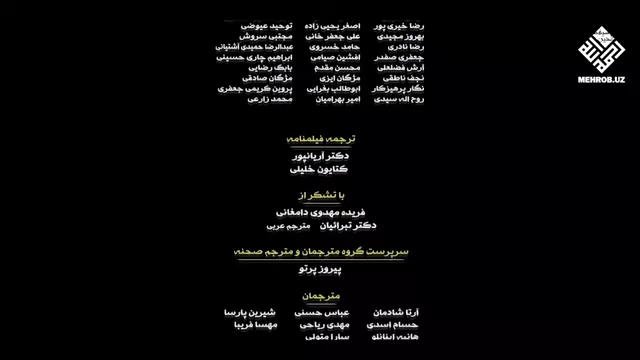 رضا خیری پور اصغر یحیی زاده توحید عیوضی
بهروز مجیدی علی جعفر خانی مجتبی سروش
رضا نادری حامد خسروی عبدالرضا حمیدی آشتیانی
جعفری صفدر افشین صیامی ابراهیم چاری حسینی
آرش فضلعلی محسن مقدم بابک رضایی
نجف ناطقی مژگان ایزی مژگان صادقی
نگار پرهیزکار ابوطالب بغرایی پروین کریمی جعفری
روح اله سیدی امیر بهرامیان محمد زارعی
MEHROB.UZ
ترجمه فیلمنامه
دکتر آریانپور
کتایون خلیلی
با تشکر از
فریده مهدوی دامغانی
دکتر تبرائیان مترجم عربی
سرپرست گروه مترجمان و مترجم صحنه
پیروز پرتو
مترجمان
آرتا شادمان عباس حسنی شیرین پارسا
حسام اسدی مهدی ریاحی مهسا فریبا
هانیه اینانلو سارا متولی